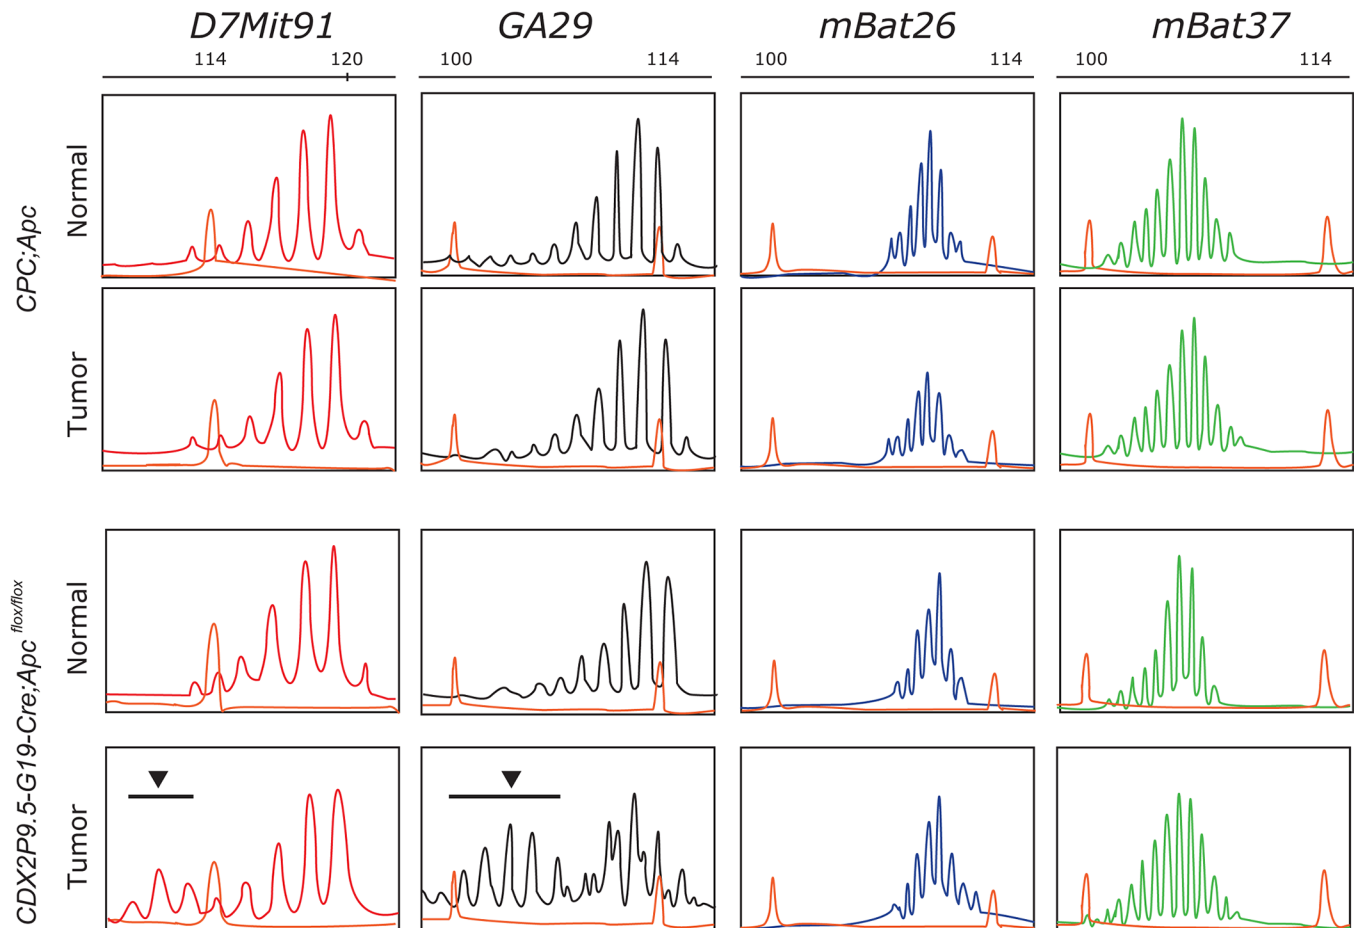 D7Mit91 GA29 mBat26 mBat37
114 120 100 114 100 114 100 114
CPC;Apc
Normal
Tumor
CDX2P9.5-G19-Cre;Apc flox/flox
Normal
Tumor